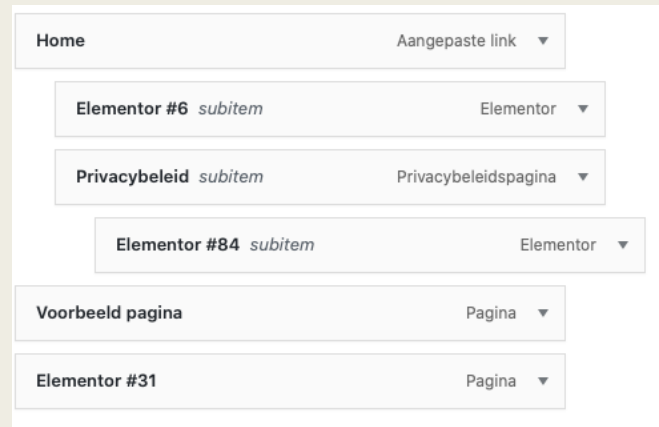 Home Aangepaste link
Elementor #6 subitem Elementor
Privacybeleid subitem Privacybeleidspagina
Elementor #84 subitem Elementor
Voorbeeld pagina Pagina
Elementor #31 Pagina